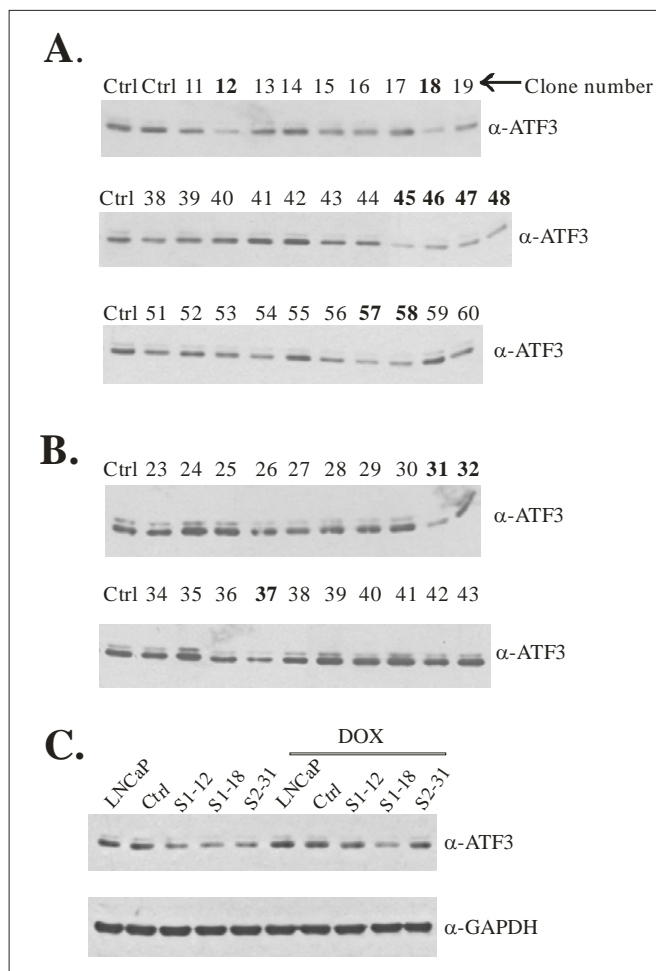 A.
Ctrl Ctrl 11 12 13 14 15 16 17 18 19 ← Clone number
α-ATF3
Ctrl 38 39 40 41 42 43 44 45 46 47 48
α-ATF3
Ctrl 51 52 53 54 55 56 57 58 59 60
α-ATF3
B.
Ctrl 23 24 25 26 27 28 29 30 31 32
α-ATF3
Ctrl 34 35 36 37 38 39 40 41 42 43
α-ATF3
C.
DOX
LNCaP Ctrl S1-12 S1-18 S2-31 LNCaP Ctrl S1-12 S1-18 S2-31
α-ATF3
α-GAPDH